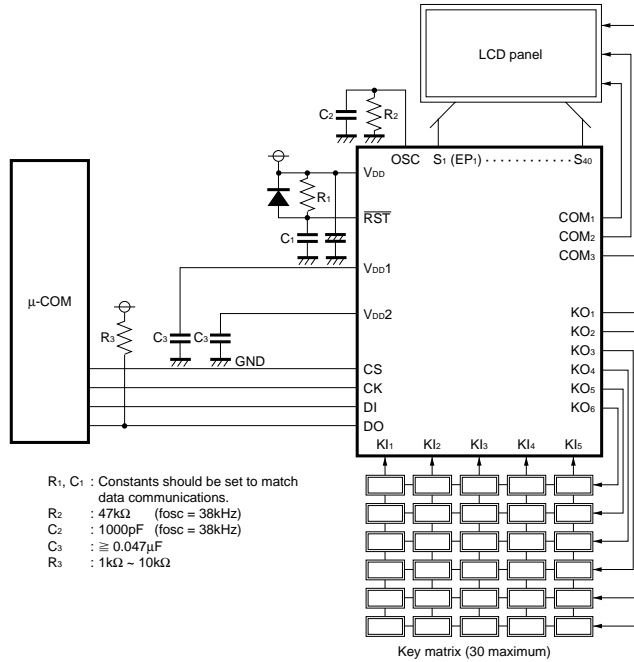 LCD panel
C2
R2
OSC S1 (EP1) ·········· S40
VDD
R1
RST
C1
COM1
COM2
COM3
VDD1
μ-COM
VDD2
KO1
KO2
R3
C3
C3
KO3
GND
CS
KO4
CK
KO5
DI
KO6
DO
KI1 KI2 KI3 KI4 KI5
R1, C1 : Constants should be set to match
data communications.
R2 : 47kΩ (fosc = 38kHz)
C2 : 1000pF (fosc = 38kHz)
C3 : ≧ 0.047μF
R3 : 1kΩ ~ 10kΩ
Key matrix (30 maximum)